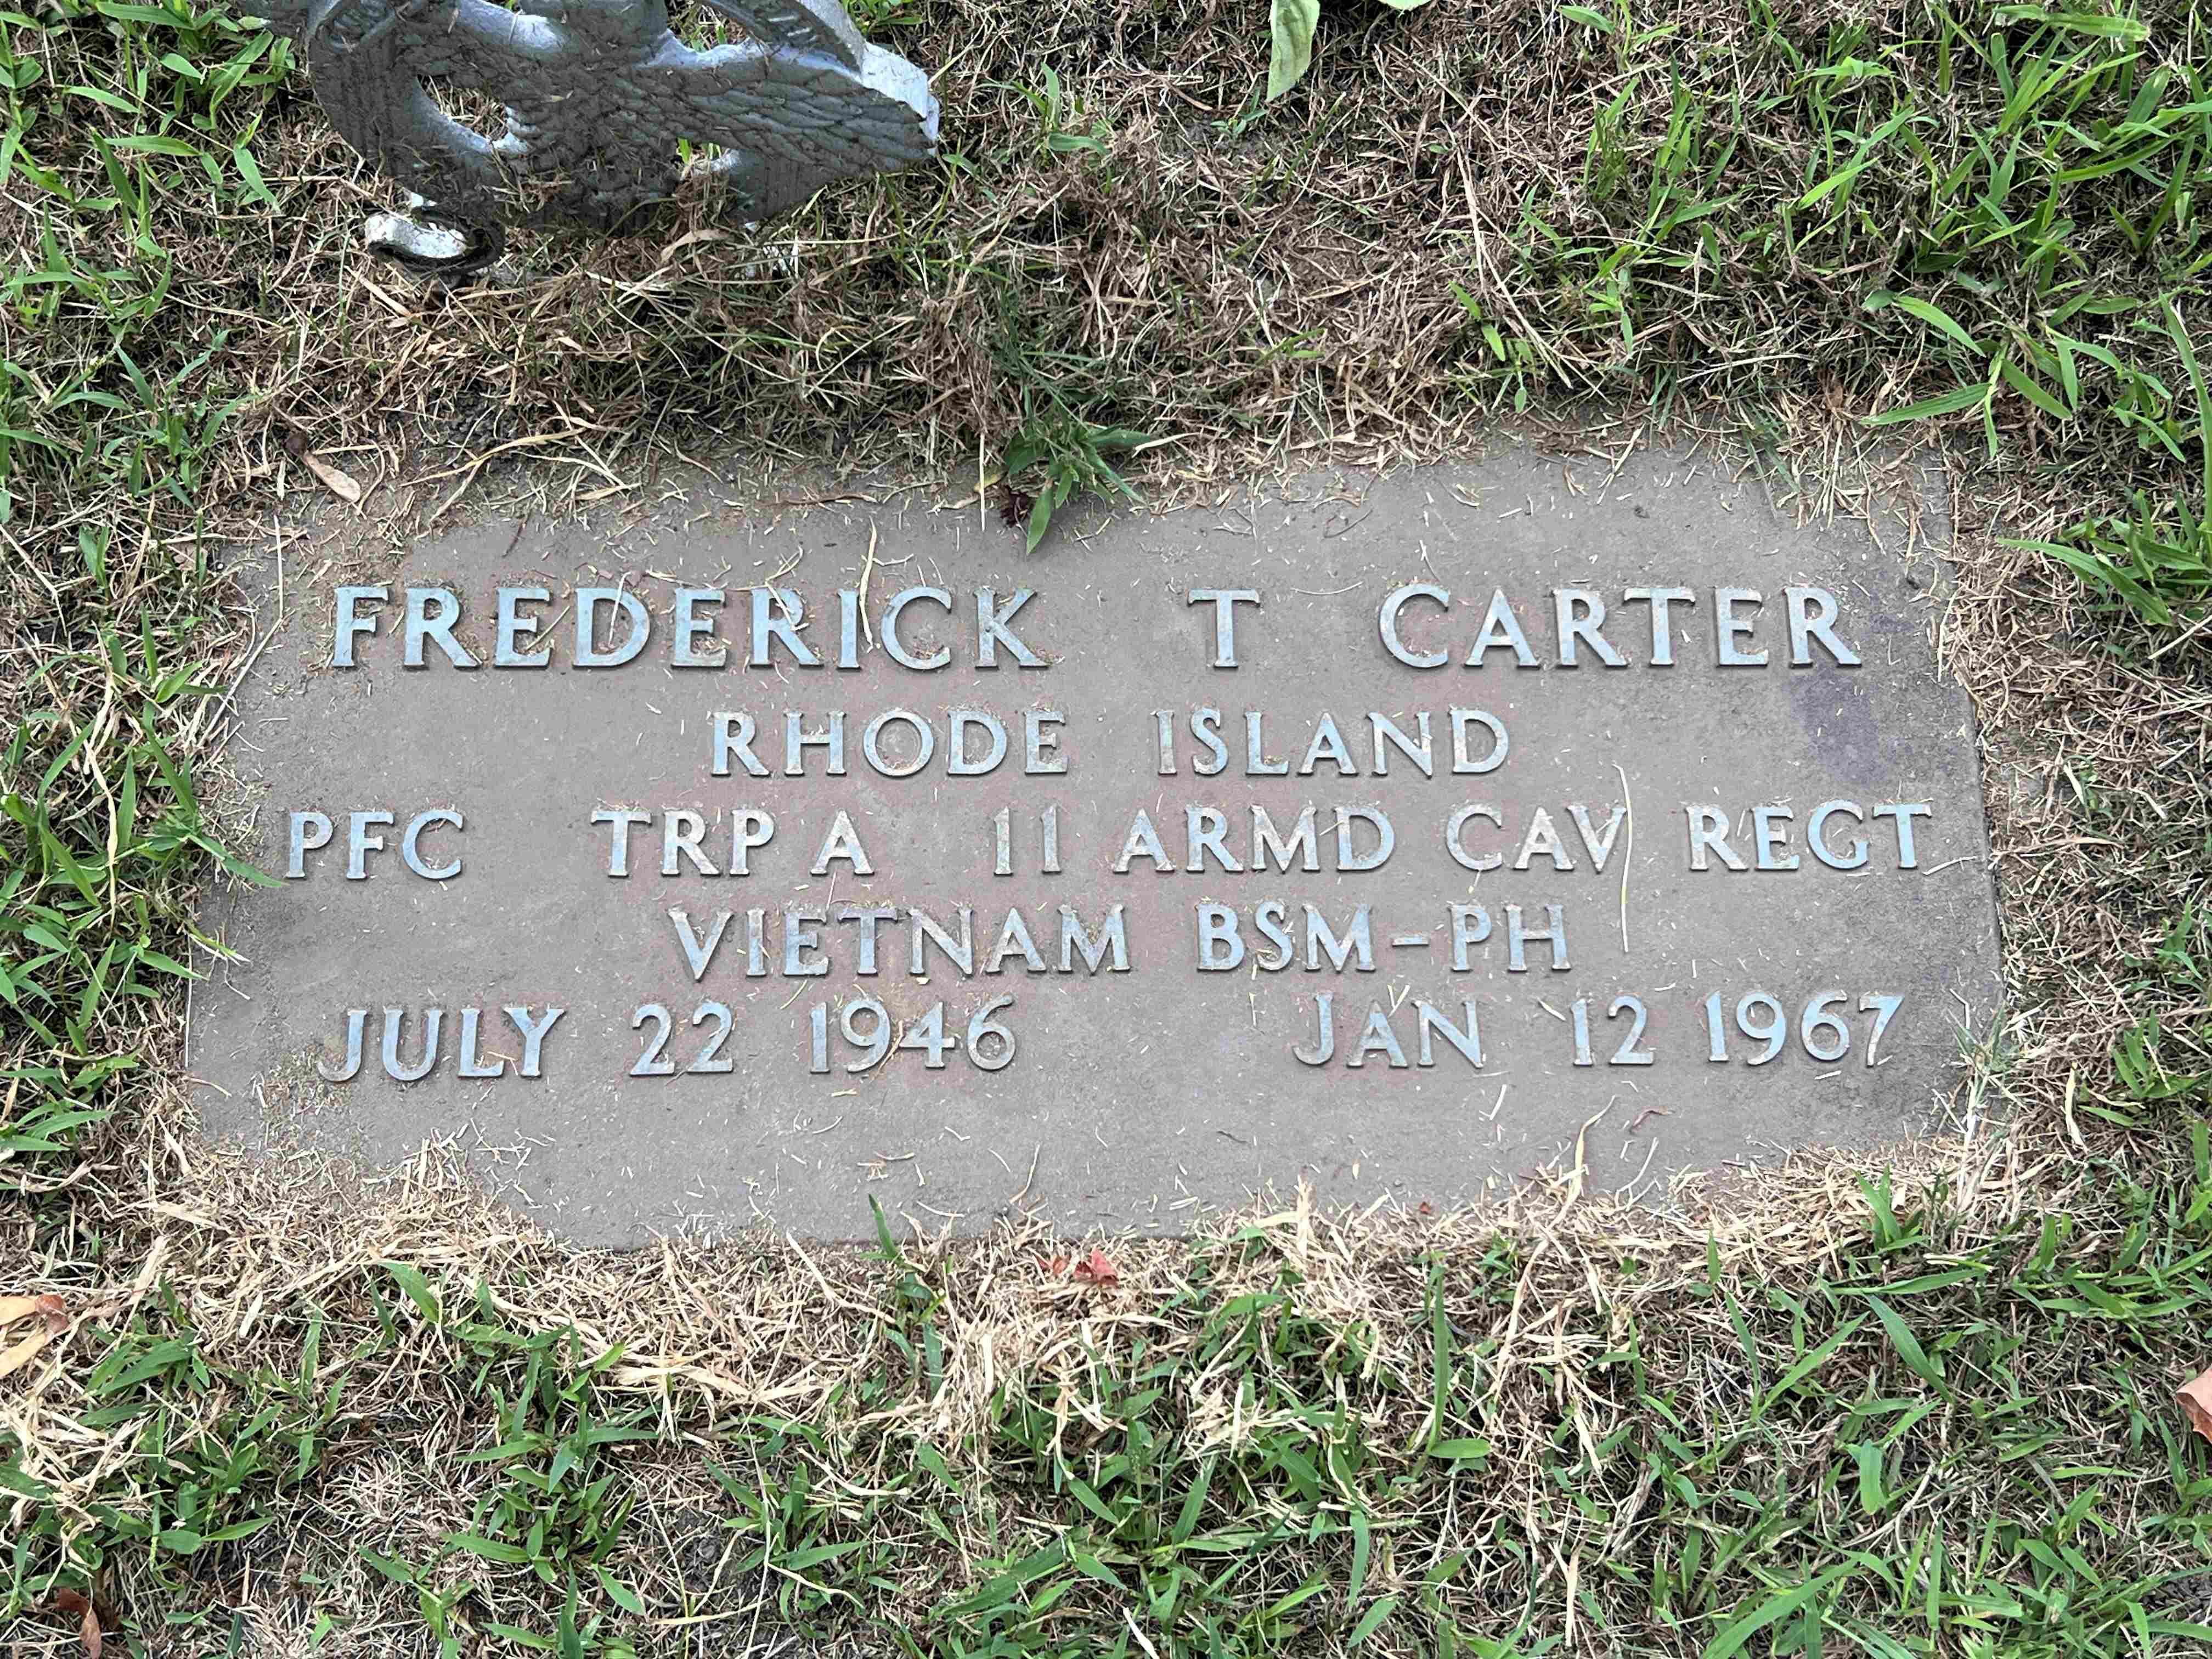 FREDERICK T CARTER
RHODE ISLAND
PFC TRP A 11 ARMD CAV REGT
VIETNAM BSM-PH
JULY 22 1946 JAN 12 1967